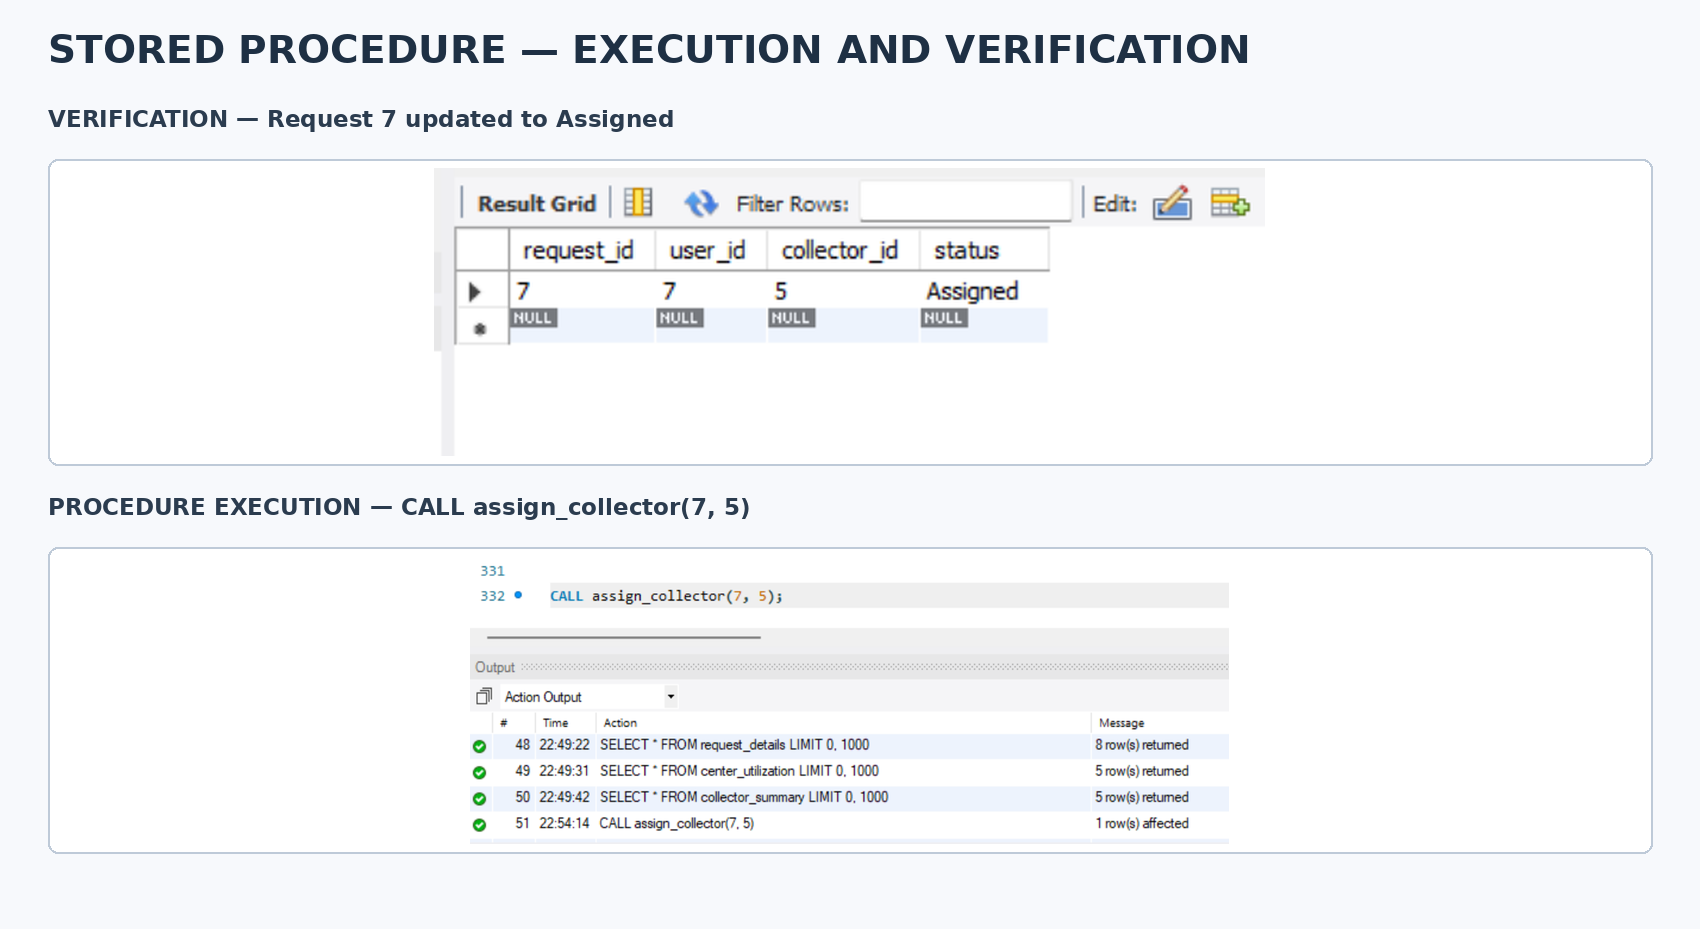 STORED PROCEDURE — EXECUTION AND VERIFICATION
VERIFICATION — Request 7 updated to Assigned
Result Grid Filter Rows: Edit:
request_id user_id collector_id status
7 7 5 Assigned
NULL NULL NULL NULL
PROCEDURE EXECUTION — CALL assign_collector(7, 5)
331
332 CALL assign_collector(7, 5);
Output
Action Output
# Time Action Message
48 22:49:22 SELECT * FROM request_details LIMIT 0, 1000 8 row(s) returned
49 22:49:31 SELECT * FROM center_utilization LIMIT 0, 1000 5 row(s) returned
50 22:49:42 SELECT * FROM collector_summary LIMIT 0, 1000 5 row(s) returned
51 22:54:14 CALL assign_collector(7, 5) 1 row(s) affected